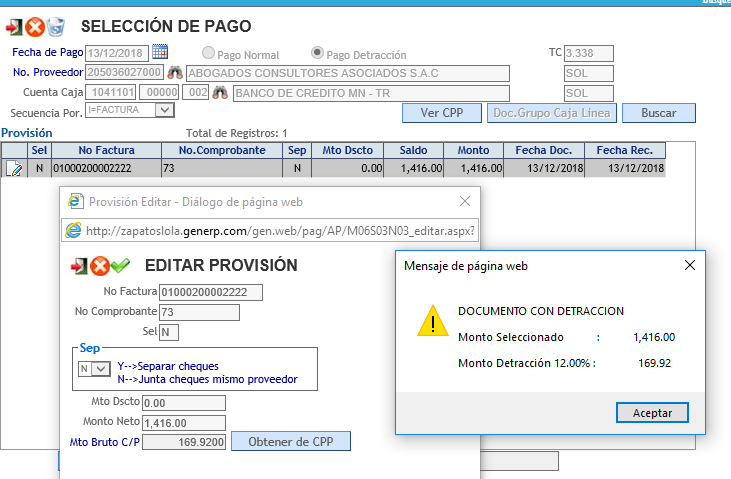 Busque
SELECCIÓN DE PAGO
Fecha de Pago 13/12/2018 Pago Normal Pago Detracción TC 3.338
No. Proveedor 205036027000 ABOGADOS CONSULTORES ASOCIADOS S.A.C SOL
Cuenta Caja 1041101 00000 002 BANCO DE CREDITO MN - TR SOL
Secuencia Por. I=FACTURA Ver CPP Doc.Grupo Caja Linea Buscar
Provisión Total de Registros: 1
Sel No Factura No.Comprobante Sep Mto Dscto Saldo Monto Fecha Doc. Fecha Rec.
N 01000200002222 73 N 0.00 1,416.00 1,416.00 13/12/2018 13/12/2018
Provisión Editar - Diálogo de página web
http://zapatoslola.generp.com/gen.web/pag/AP/M06S03N03_editar.aspx?
EDITAR PROVISIÓN
No Factura 01000200002222
No Comprobante 73
Sel N
Sep
N Y-->Separar cheques
N-->Junta cheques mismo proveedor
Mto Dscto 0.00
Monto Neto 1,416.00
Mto Bruto C/P 169.9200 Obtener de CPP
Mensaje de página web
DOCUMENTO CON DETRACCION
Monto Seleccionado : 1,416.00
Monto Detracción 12.00% : 169.92
Aceptar